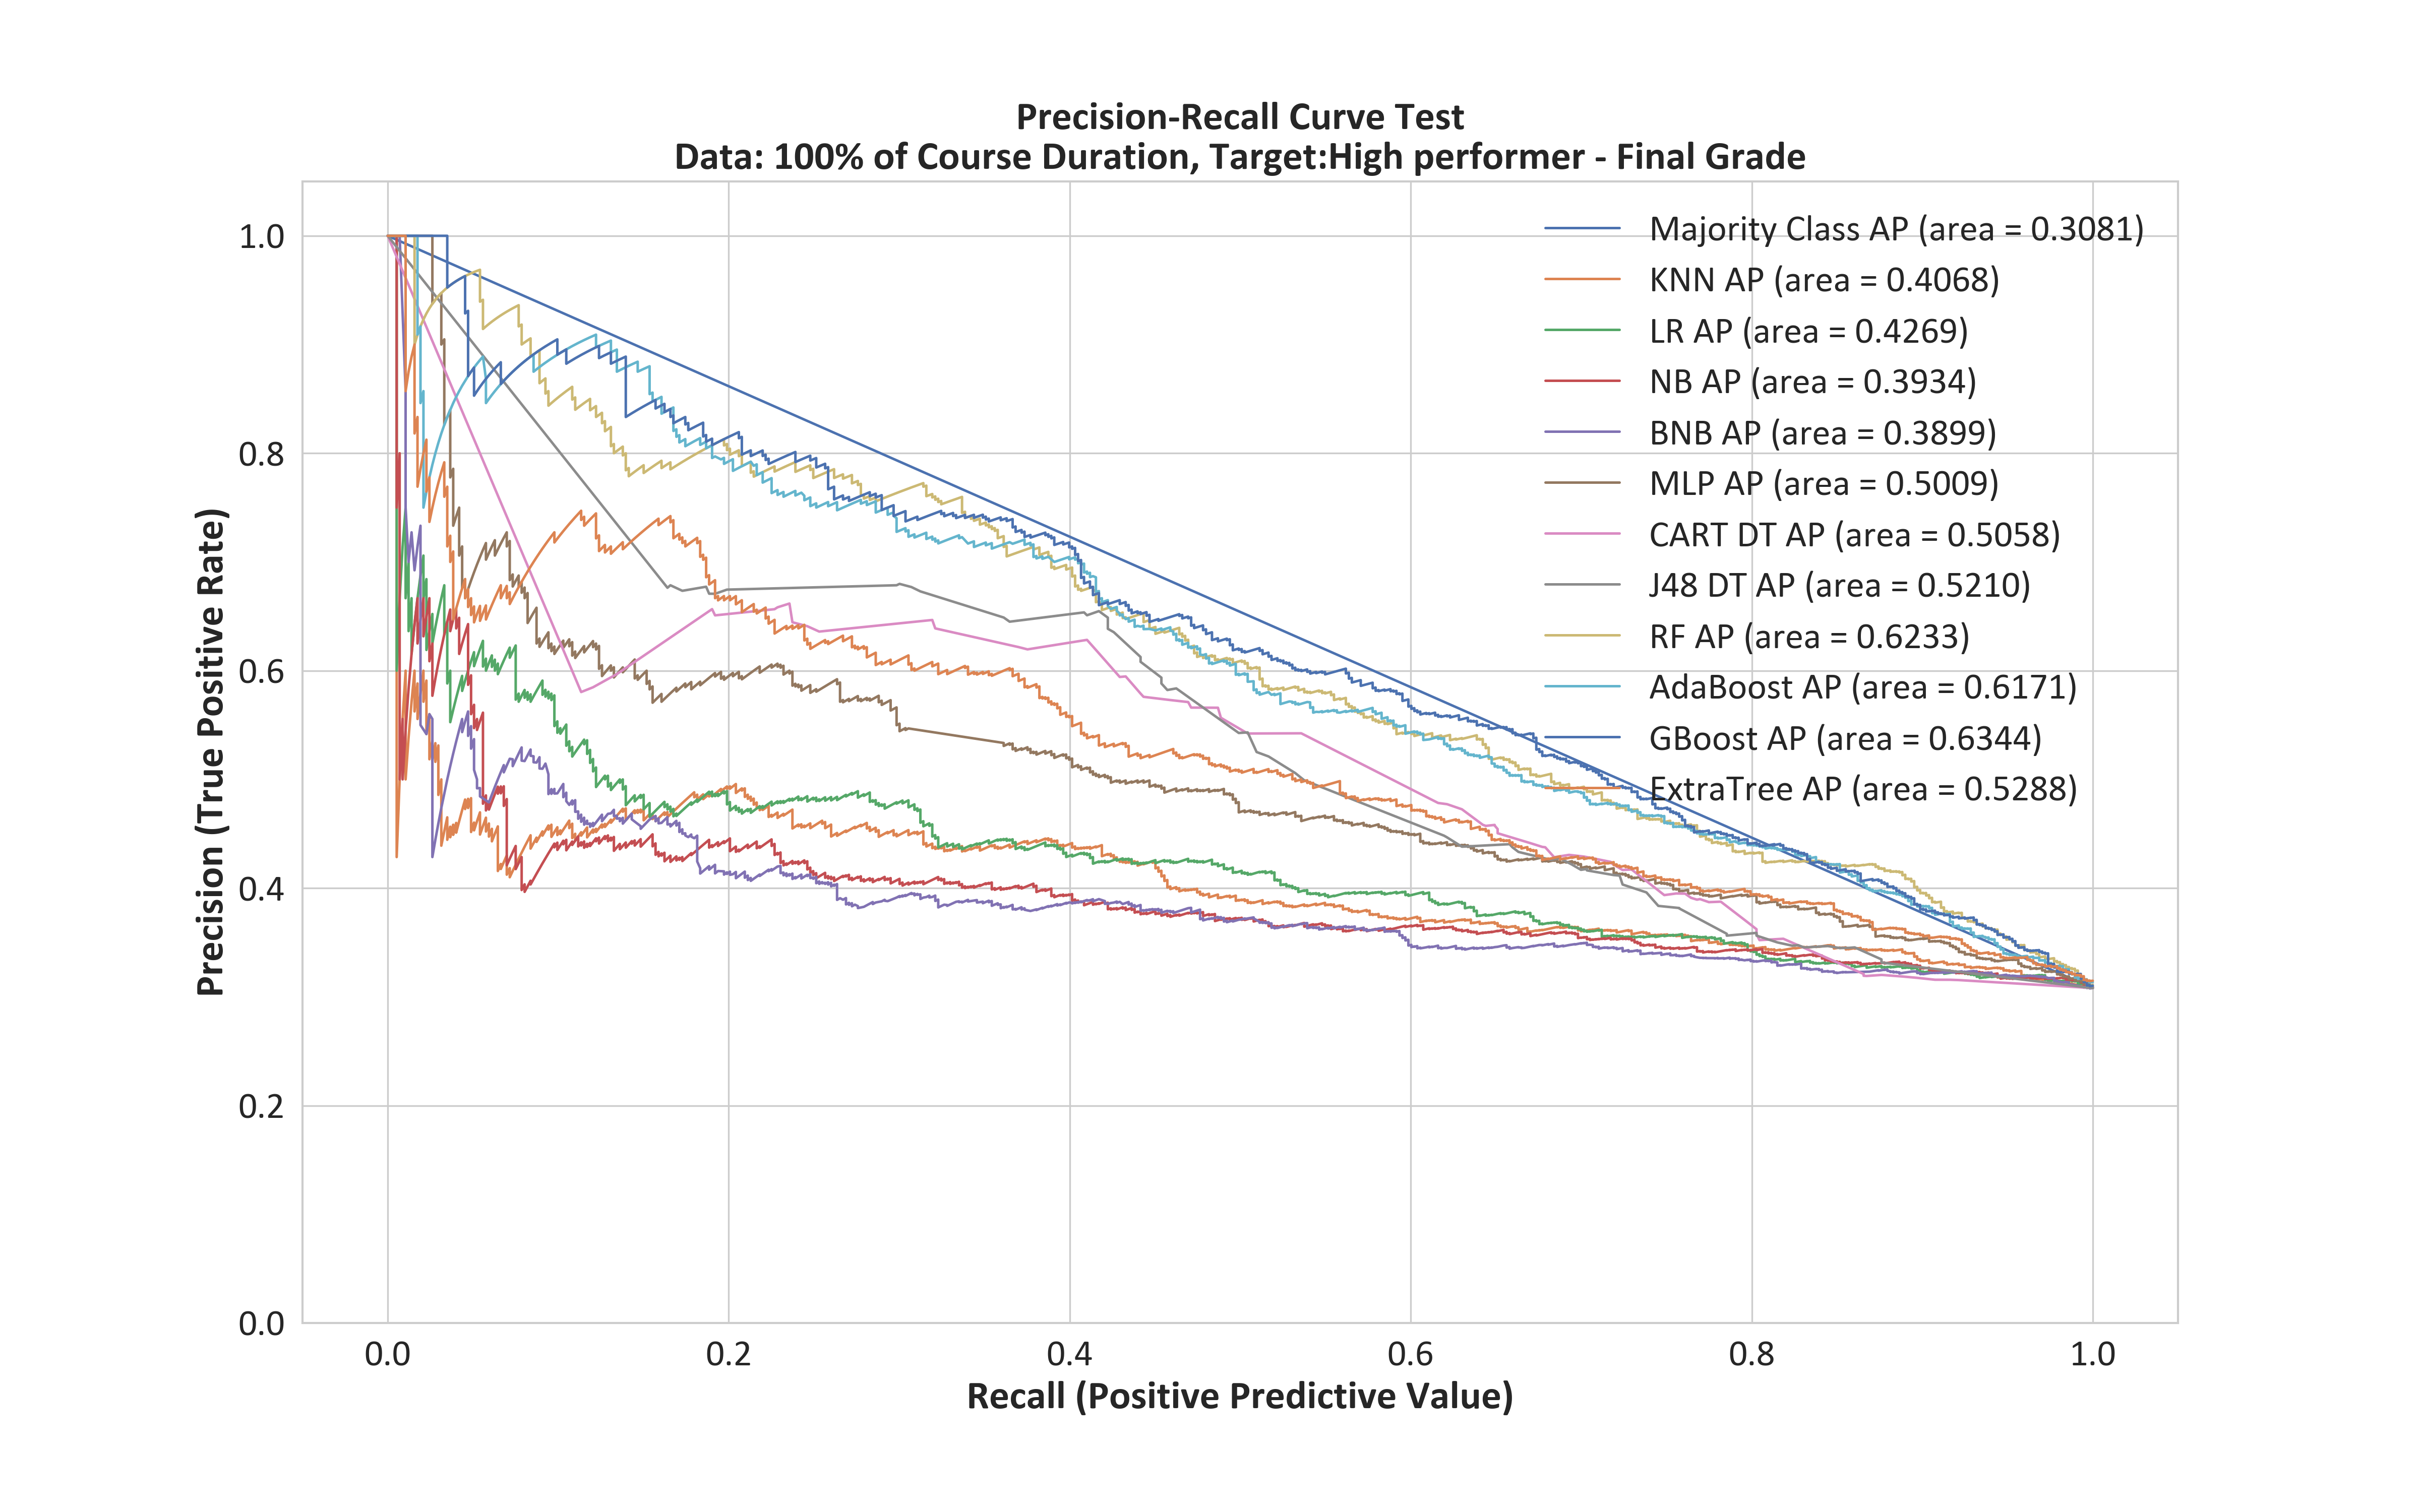 Precision-Recall Curve Test
Data: 100% of Course Duration, Target:High performer - Final Grade
Majority Class AP (area = 0.3081)
KNN AP (area = 0.4068)
LR AP (area = 0.4269)
NB AP (area = 0.3934)
BNB AP (area = 0.3899)
MLP AP (area = 0.5009)
CART DT AP (area = 0.5058)
J48 DT AP (area = 0.5210)
RF AP (area = 0.6233)
AdaBoost AP (area = 0.6171)
GBoost AP (area = 0.6344)
ExtraTree AP (area = 0.5288)
Precision (True Positive Rate)
1.0
0.8
0.6
0.4
0.2
0.0
0.0 0.2 0.4 0.6 0.8 1.0
Recall (Positive Predictive Value)